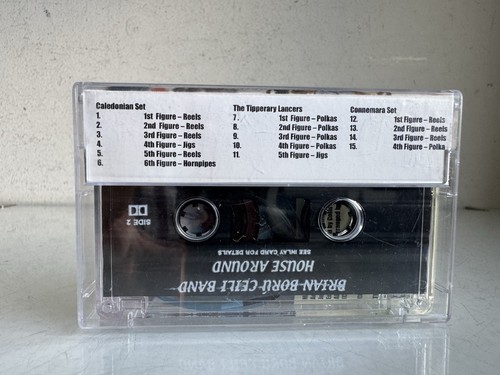 Caledonian Set
1. 1st Figure – Reels
2. 2nd Figure – Reels
3. 3rd Figure – Reels
4. 4th Figure – Jigs
5. 5th Figure – Reels
6. 6th Figure – Hornpipes
The Tipperary Lancers
7. 1st Figure – Polkas
8. 2nd Figure – Polkas
9. 3rd Figure – Polkas
10. 4th Figure – Polkas
11. 5th Figure – Jigs
Connemara Set
12. 1st Figure – Reels
13. 2nd Figure – Reels
14. 3rd Figure – Reels
15. 4th Figure – Polka
BRIAN BORÚ CEILI BAND
HOUSE AROUND
SEE INLAY CARD FOR DETAILS
SIDE 2